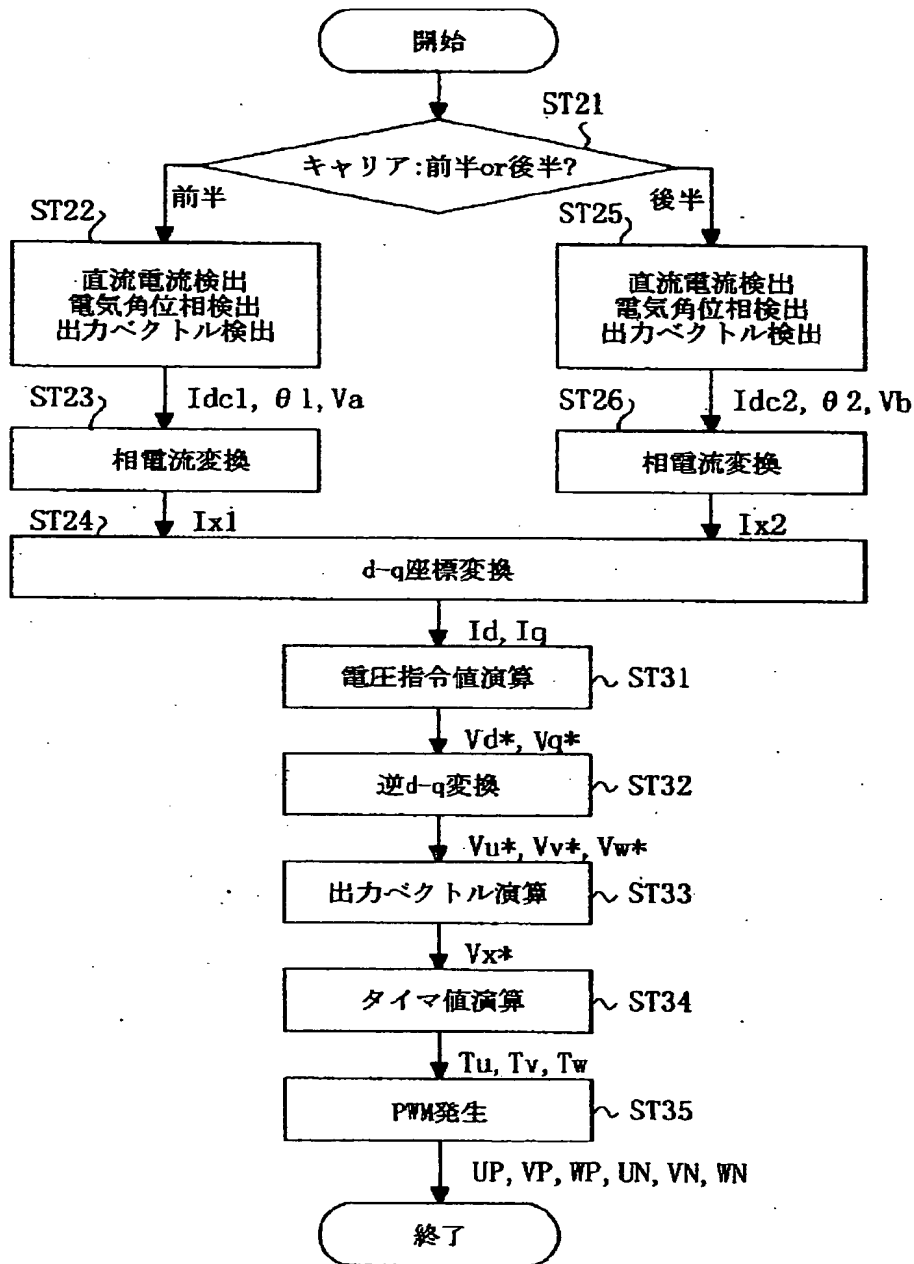 開始
ST21
キャリア:前半or後半?
前半
後半
ST22
直流電流検出
電気角位相検出
出力ベクトル検出
ST25
直流電流検出
電気角位相検出
出力ベクトル検出
Idc1, θ1, Va
Idc2, θ2, Vb
ST23
相電流変換
ST26
相電流変換
Ix1
Ix2
ST24
d-q座標変換
Id, Iq
電圧指令値演算
ST31
Vd*, Vq*
逆d-q変換
ST32
Vu*, Vv*, Vw*
出力ベクトル演算
ST33
Vx*
タイマ値演算
ST34
Tu, Tv, Tw
PWM発生
ST35
UP, VP, WP, UN, VN, WN
終了